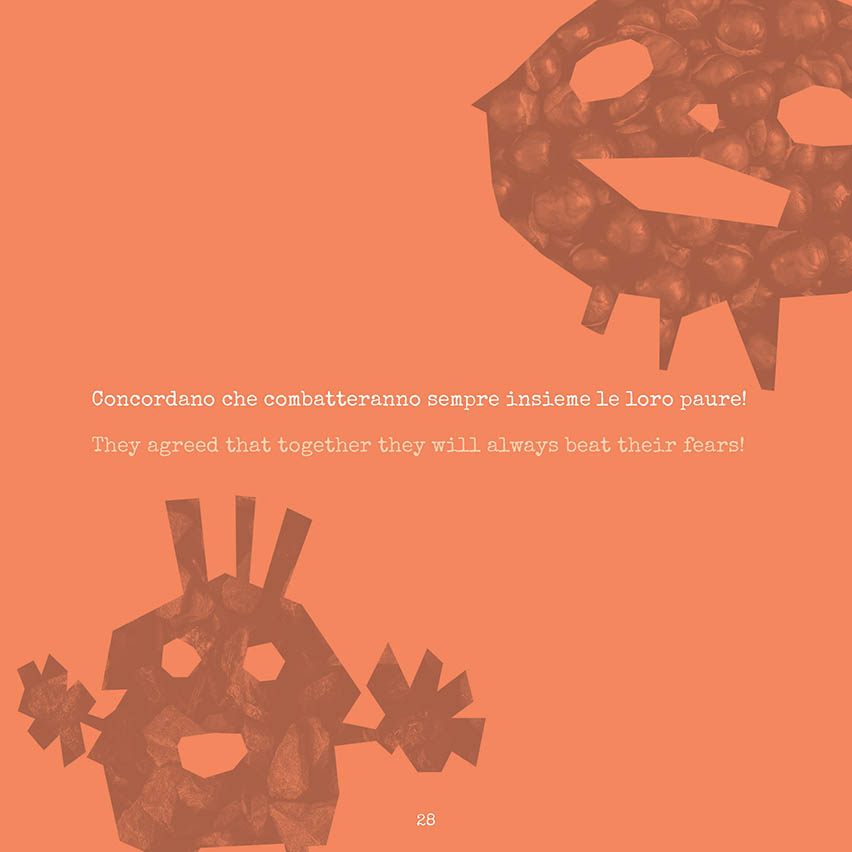 Concordano che combatteranno sempre insieme le loro paure!
They agreed that together they will always beat their fears!
28